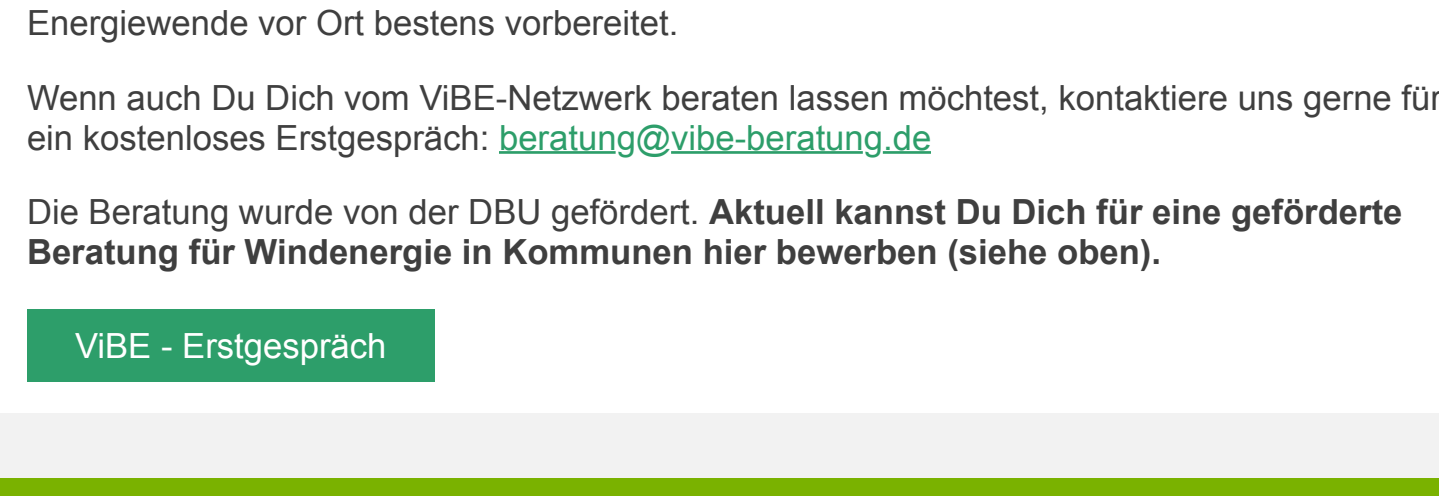 Energiewende vor Ort bestens vorbereitet.
Wenn auch Du Dich vom ViBE-Netzwerk beraten lassen möchtest, kontaktiere uns gerne für
ein kostenloses Erstgespräch: beratung@vibe-beratung.de
Die Beratung wurde von der DBU gefördert. Aktuell kannst Du Dich für eine geförderte
Beratung für Windenergie in Kommunen hier bewerben (siehe oben).
ViBE - Erstgespräch